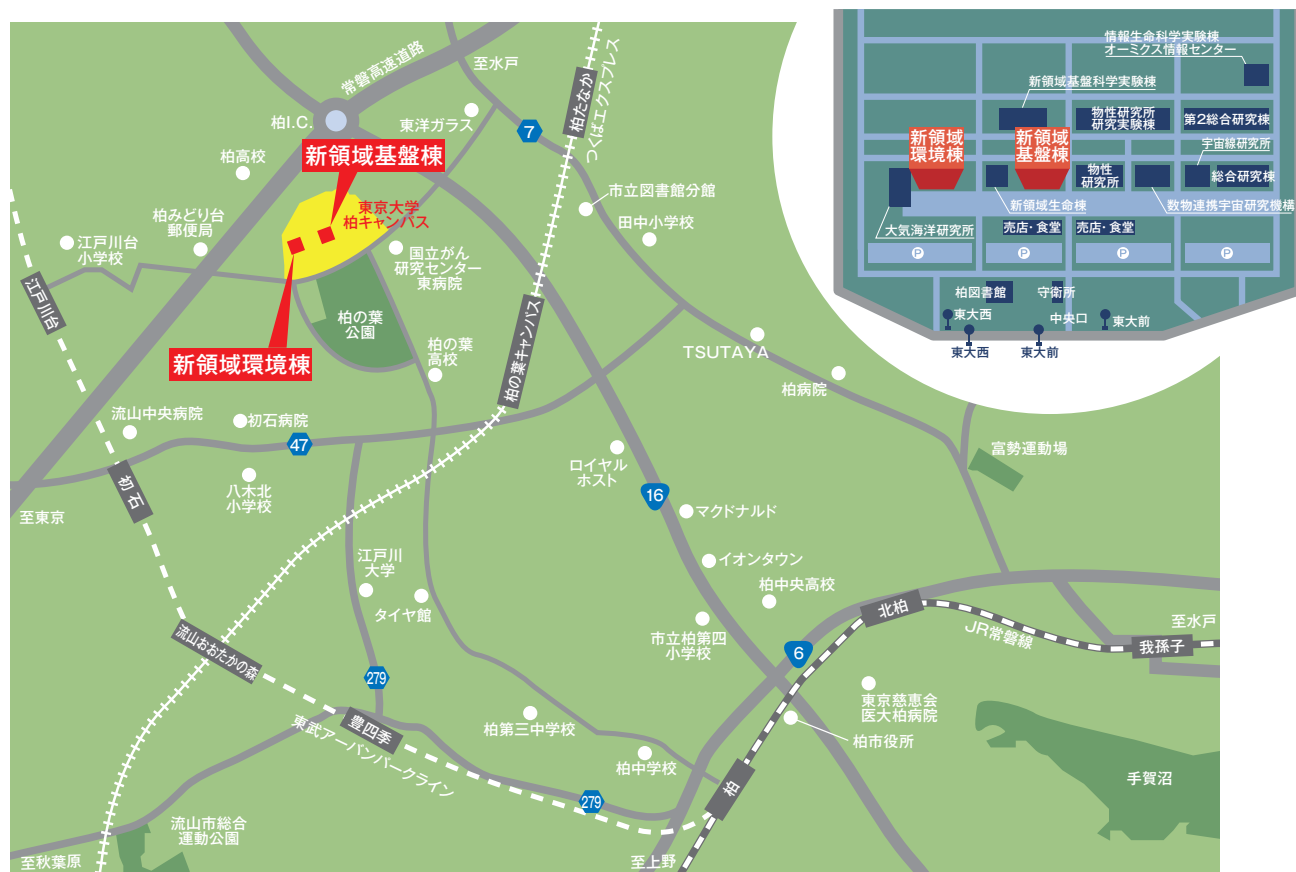 常磐高速道路
至水戸
柏I.C.
東洋ガラス
7
柏たなか
つくばエクスプレス
新領域基盤棟
柏高校
東京大学
柏キャンパス
柏みどり台
郵便局
江戸川台
小学校
国立がん
研究センター
東病院
市立図書館分館
田中小学校
江戸川台
柏の葉
公園
柏の葉キャンパス
新領域環境棟
柏の葉
高校
TSUTAYA
柏病院
流山中央病院
初石病院
47
富勢運動場
初石
八木北
小学校
ロイヤル
ホスト
16
マクドナルド
至東京
江戸川
大学
タイヤ館
イオンタウン
柏中央高校
北柏
JR常磐線
至水戸
我孫子
市立柏第四
小学校
6
流山おおたかの森
279
東京慈恵会
医大柏病院
柏市役所
豊四季
東武アーバンパークライン
柏第三中学校
柏中学校
柏
手賀沼
279
流山市総合
運動公園
至秋葉原
至上野
情報生命科学実験棟
オーミクス情報センター
新領域基盤科学実験棟
物性研究所
研究実験棟
第2総合研究棟
新領域
環境棟
新領域
基盤棟
宇宙線研究所
物性
研究所
総合研究棟
新領域生命棟
数物連携宇宙研究機構
大気海洋研究所
売店・食堂
売店・食堂
P
P
P
P
柏図書館
守衛所
東大西
中央口
東大前
東大西
東大前